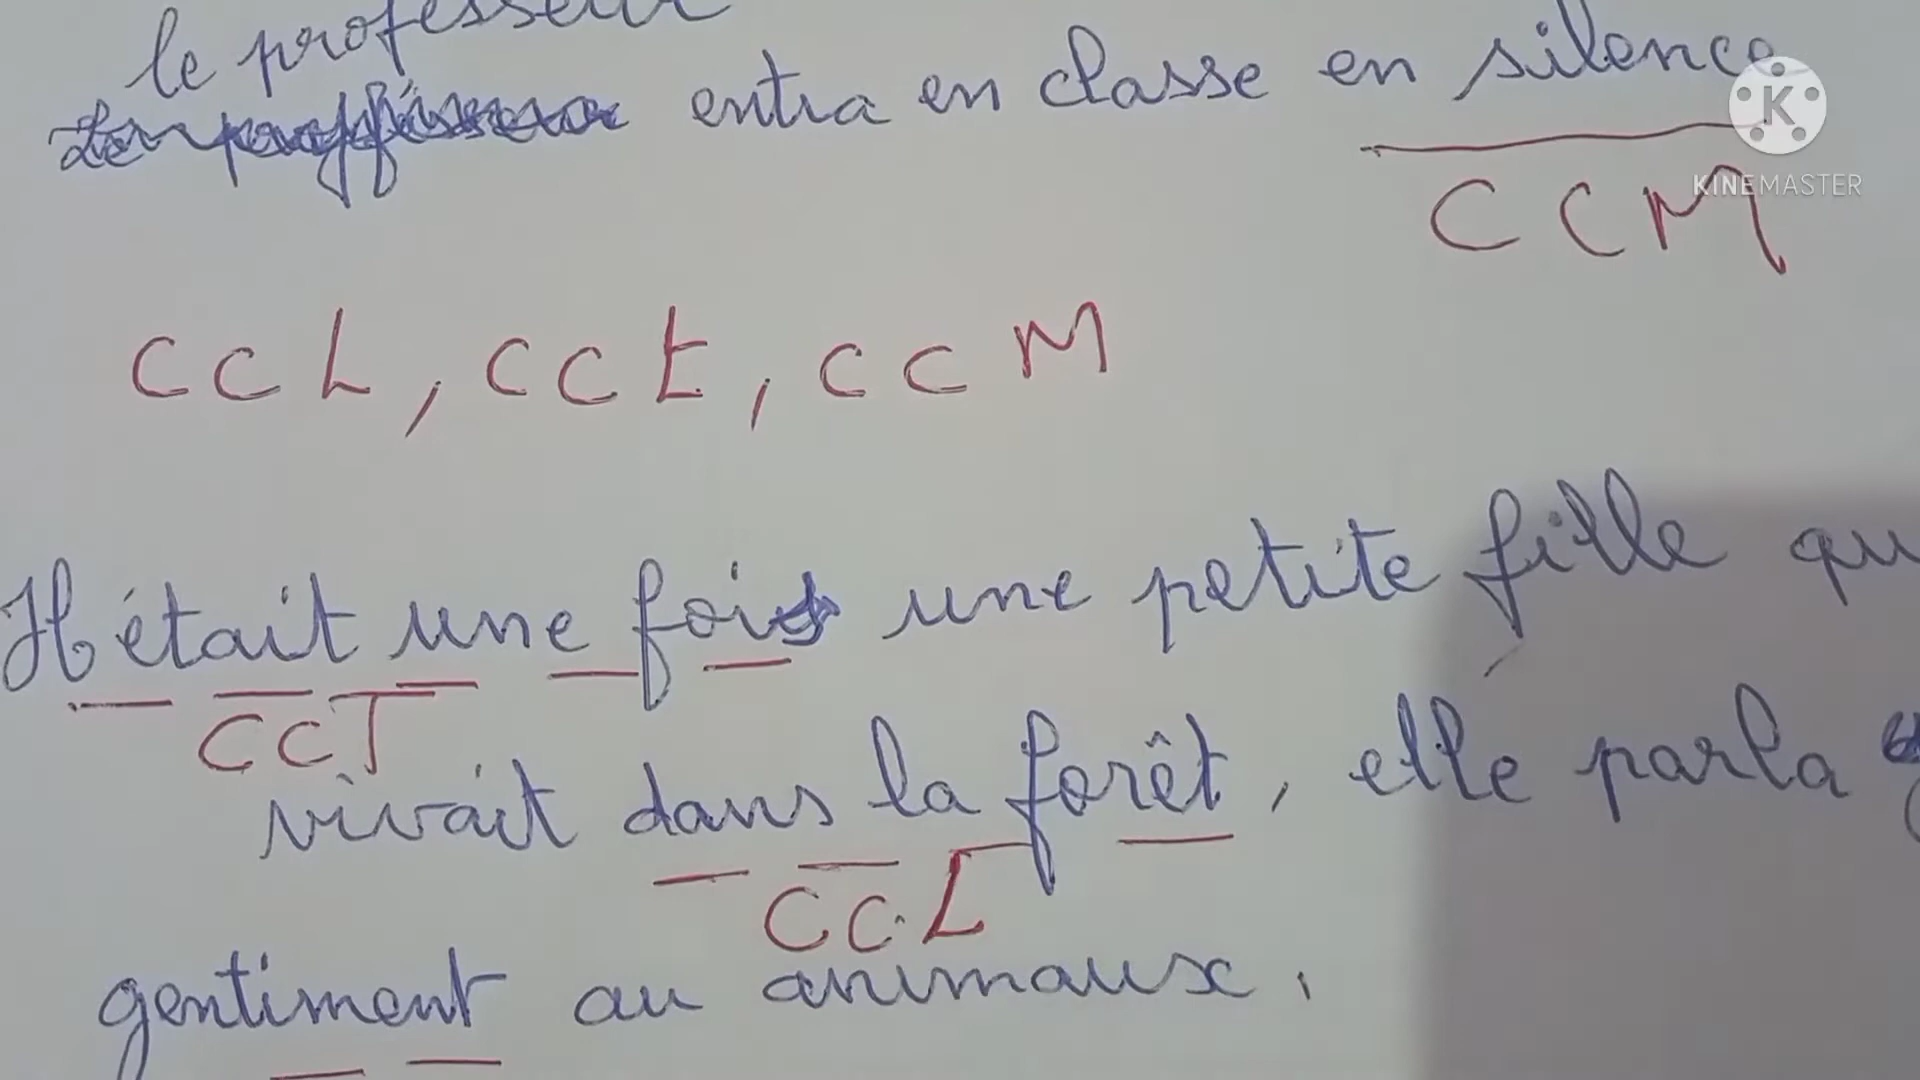 le professeur
entra en classe en silence
K
KINEMASTER
CCM
CCL, CCT, CCM
Il était une fois une petite fille qu
CCT
vivait dans la forêt, elle parla
CC.L
gentiment au animaux.